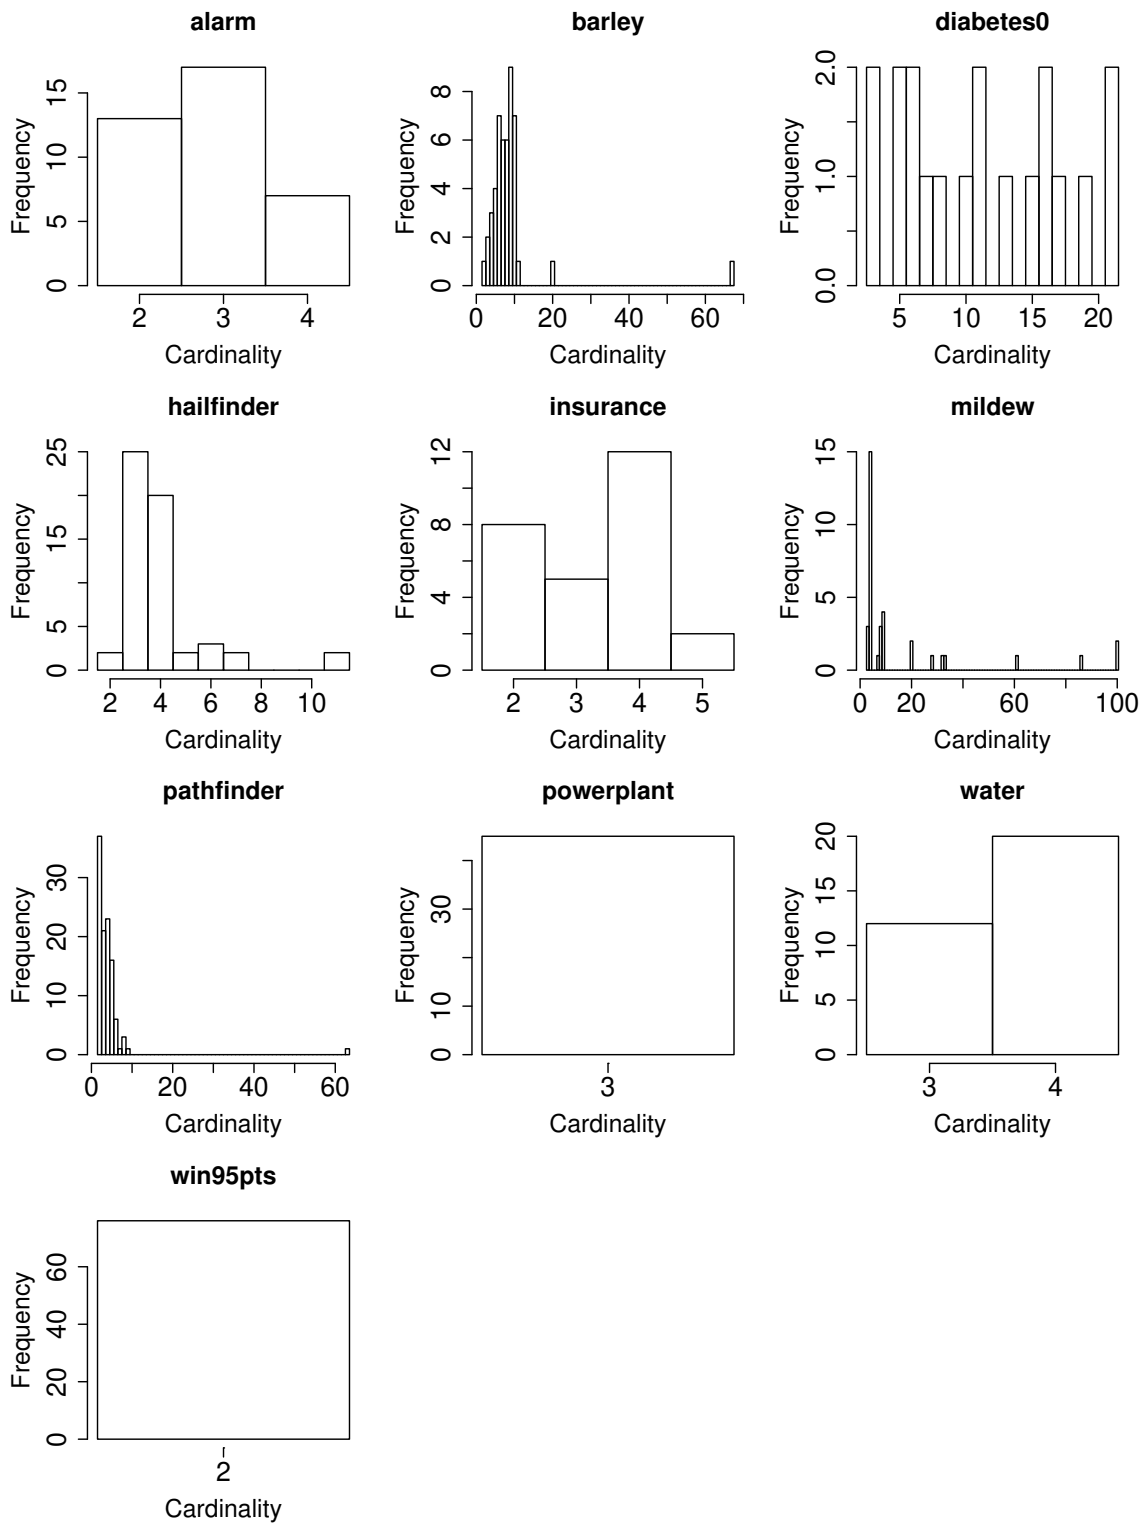 alarm
Frequency
0 5 10 15
2 3 4
Cardinality
barley
Frequency
0 2 4 6 8
0 20 40 60
Cardinality
diabetes0
Frequency
0.0 1.0 2.0
5 10 15 20
Cardinality
hailfinder
Frequency
0 5 15 25
2 4 6 8 10
Cardinality
insurance
Frequency
0 4 8 12
2 3 4 5
Cardinality
mildew
Frequency
0 5 10 15
0 20 60 100
Cardinality
pathfinder
Frequency
0 10 20 30
0 20 40 60
Cardinality
powerplant
Frequency
0 10 30
3
Cardinality
water
Frequency
0 5 10 15 20
3 4
Cardinality
win95pts
Frequency
0 20 40 60
2
Cardinality